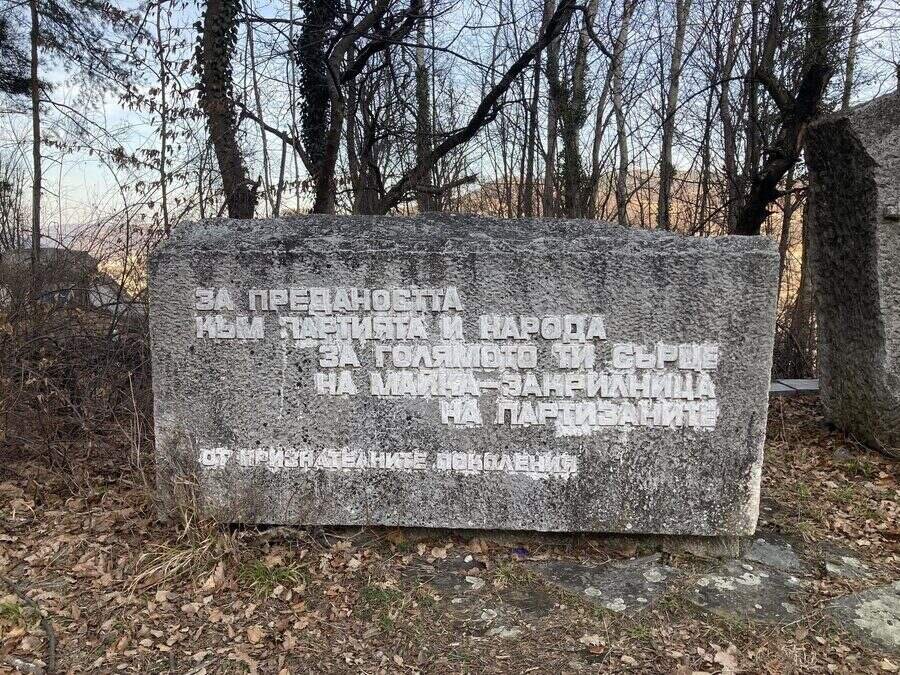 ЗА ПРЕДАНОСТТА
КЪМ ПАРТИЯТА И НАРОДА
ЗА ГОЛЯМОТО ТИ СЪРЦЕ
НА МАЙКА-ЗАКРИЛНИЦА
НА ПАРТИЗАНИТЕ
ОТ ПРИЗНАТЕЛНИТЕ ПОКОЛЕНИЯ